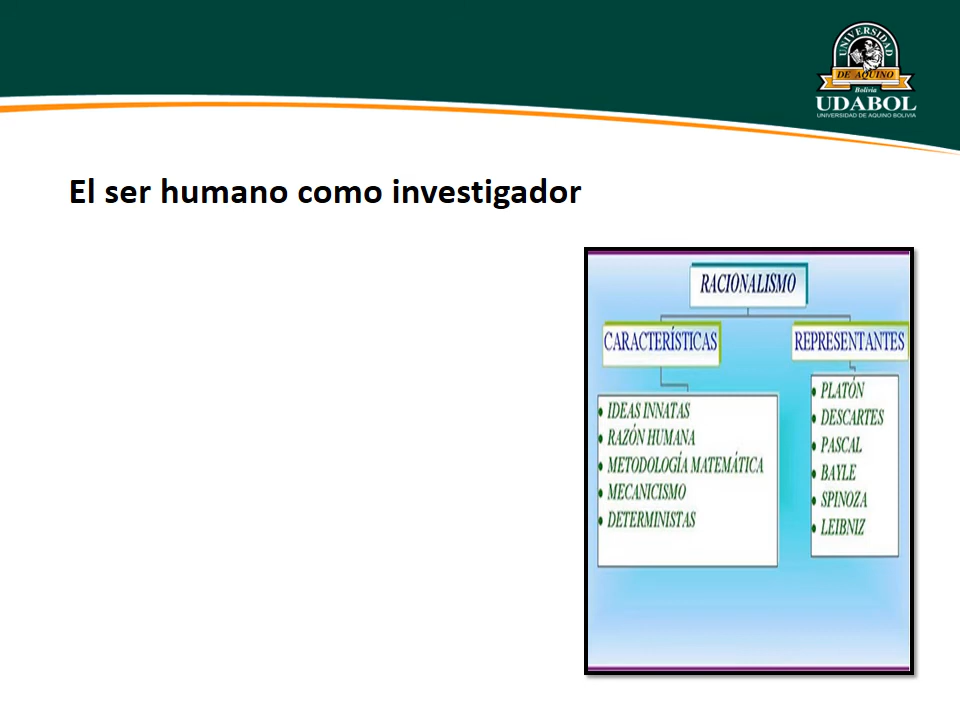 UNIVERSIDAD
DE AQUINO
Bolivia
UDABOL
UNIVERSIDAD DE AQUINO BOLIVIA
El ser humano como investigador
RACIONALISMO
CARACTERÍSTICAS
REPRESENTANTES
• IDEAS INNATAS
• RAZÓN HUMANA
• METODOLOGÍA MATEMÁTICA
• MECANICISMO
• DETERMINISTAS
• PLATÓN
• DESCARTES
• PASCAL
• BAYLE
• SPINOZA
• LEIBNIZ